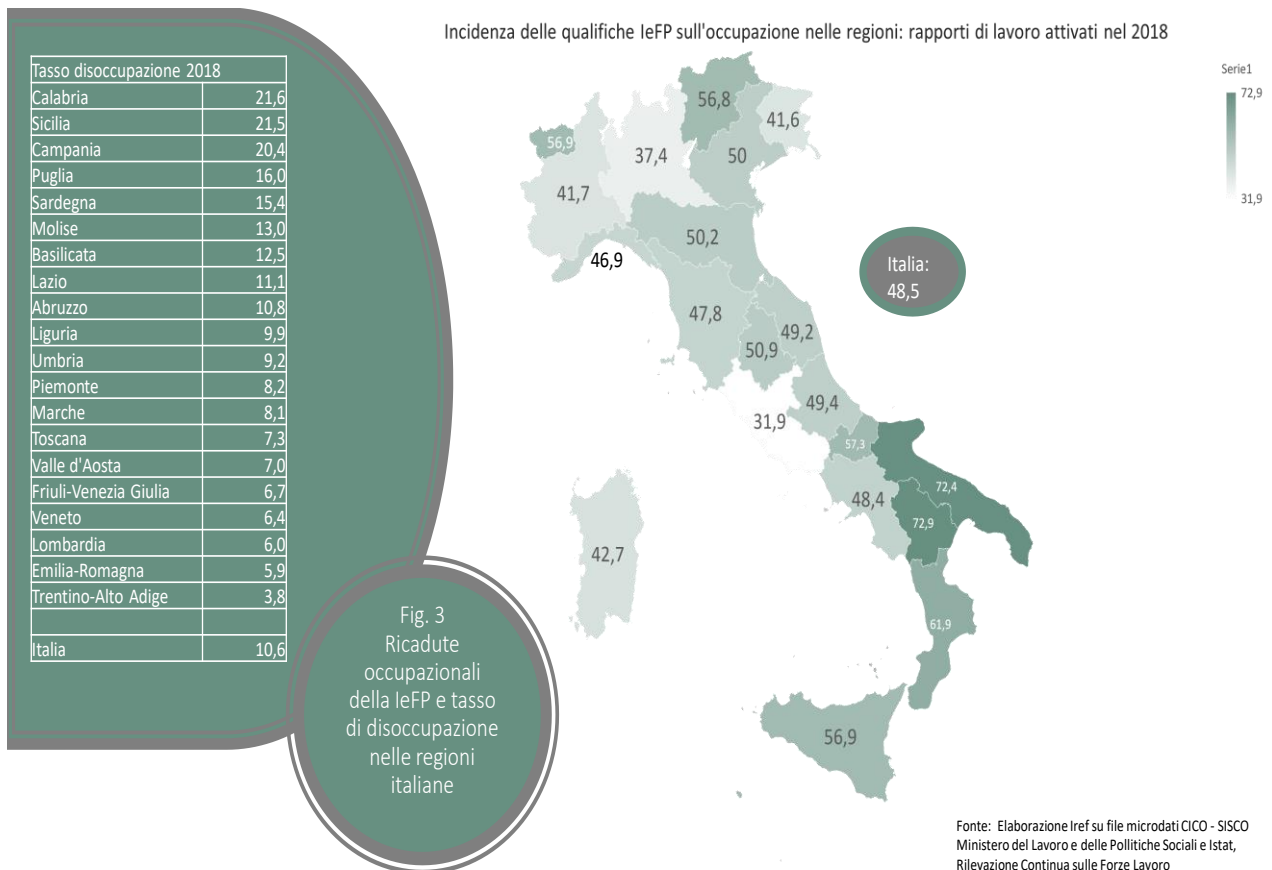 Incidenza delle qualifiche IeFP sull'occupazione nelle regioni: rapporti di lavoro attivati nel 2018
Tasso disoccupazione 2018
Calabria 21,6
Sicilia 21,5
Campania 20,4
Puglia 16,0
Sardegna 15,4
Molise 13,0
Basilicata 12,5
Lazio 11,1
Abruzzo 10,8
Liguria 9,9
Umbria 9,2
Piemonte 8,2
Marche 8,1
Toscana 7,3
Valle d'Aosta 7,0
Friuli-Venezia Giulia 6,7
Veneto 6,4
Lombardia 6,0
Emilia-Romagna 5,9
Trentino-Alto Adige 3,8
Italia 10,6
Fig. 3
Ricadute
occupazionali
della IeFP e tasso
di disoccupazione
nelle regioni
italiane
56,8
41,6
56,9
37,4
50
41,7
50,2
46,9
47,8
49,2
50,9
49,4
31,9
57,3
48,4
72,4
72,9
42,7
61,9
56,9
Italia:
48,5
Serie1
72,9
31,9
Fonte: Elaborazione Iref su file microdati CICO - SISCO
Ministero del Lavoro e delle Pollitiche Sociali e Istat,
Rilevazione Continua sulle Forze Lavoro